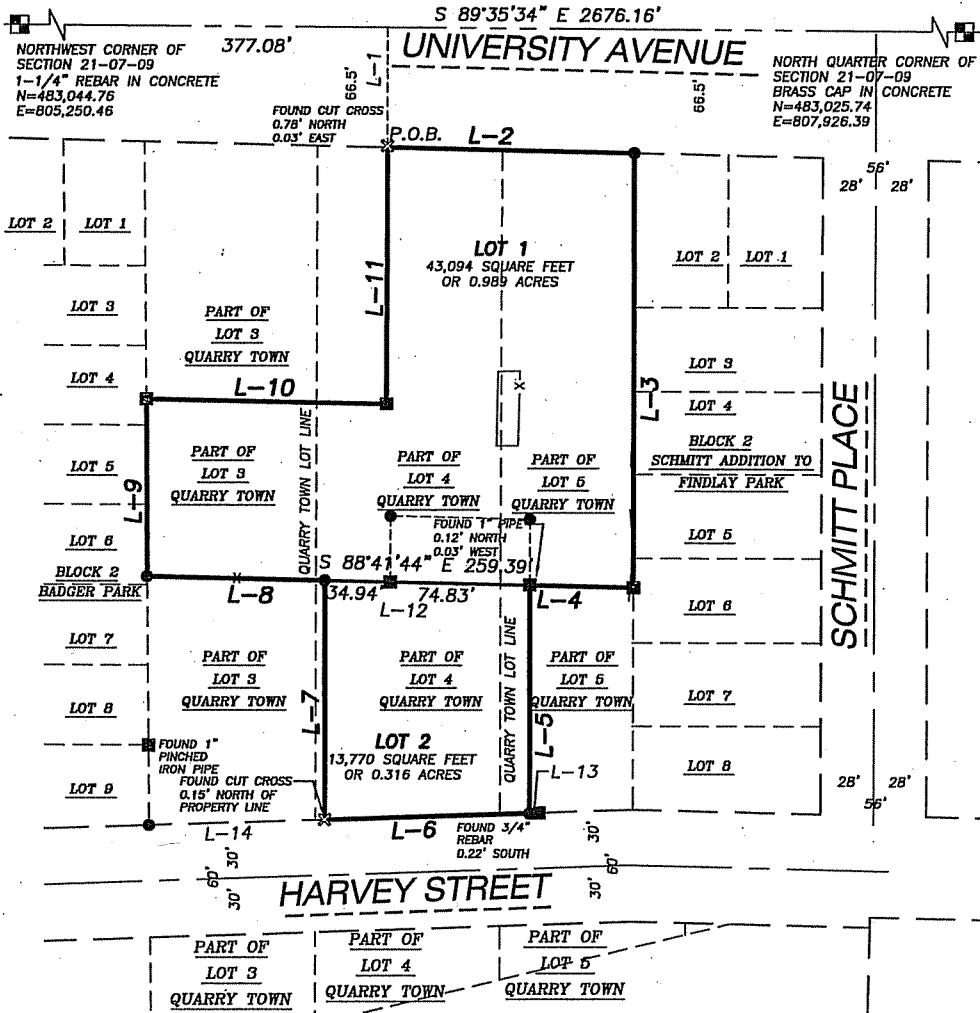 S 89°35'34" E 2676.16'
NORTHWEST CORNER OF
SECTION 21-07-09
1-1/4" REBAR IN CONCRETE
N=483,044.76
E=805,250.46
377.08'
66.5'
L-1
UNIVERSITY AVENUE
66.5'
NORTH QUARTER CORNER OF
SECTION 21-07-09
BRASS CAP IN CONCRETE
N=483,025.74
E=807,926.39
FOUND CUT CROSS
0.78' NORTH
0.03' EAST
P.O.B.
L-2
56'
28'
28'
LOT 2
LOT 1
LOT 1
43,094 SQUARE FEET
OR 0.989 ACRES
LOT 2
LOT 1
L-11
LOT 3
PART OF
LOT 3
QUARRY TOWN
LOT 3
LOT 4
L-10
L-3
LOT 4
SCHMITT PLACE
X
QUARRY TOWN LOT LINE
BLOCK 2
SCHMITT ADDITION TO
FINDLAY PARK
PART OF
LOT 3
QUARRY TOWN
PART OF
LOT 4
QUARRY TOWN
PART OF
LOT 5
QUARRY TOWN
LOT 5
L-9
LOT 6
FOUND 1" PIPE
0.12' NORTH
0.03' WEST
LOT 5
BLOCK 2
BADGER PARK
S 88°41'44" E 259.39'
L-8
34.94'
74.83'
L-12
L-4
LOT 6
LOT 7
PART OF
LOT 3
QUARRY TOWN
PART OF
LOT 4
QUARRY TOWN
QUARRY TOWN LOT LINE
PART OF
LOT 5
QUARRY TOWN
LOT 7
LOT 8
L-7
L-5
FOUND 1"
PINCHED
IRON PIPE
LOT 2
13,770 SQUARE FEET
OR 0.316 ACRES
LOT 8
L-13
LOT 9
FOUND CUT CROSS
0.15' NORTH OF
PROPERTY LINE
28'
28'
56'
L-14
L-6
FOUND 3/4"
REBAR
0.22' SOUTH
30'
60'
30'
30'
60'
30'
HARVEY STREET
PART OF
LOT 3
QUARRY TOWN
PART OF
LOT 4
QUARRY TOWN
PART OF
LOT 5
QUARRY TOWN